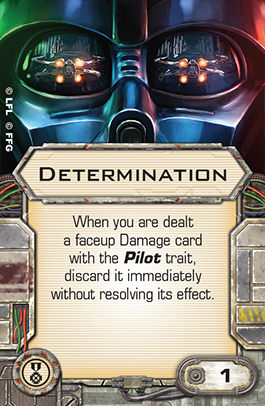 © LFL © FFG
DETERMINATION
When you are dealt
a faceup Damage card
with the Pilot trait,
discard it immediately
without resolving its effect.
1